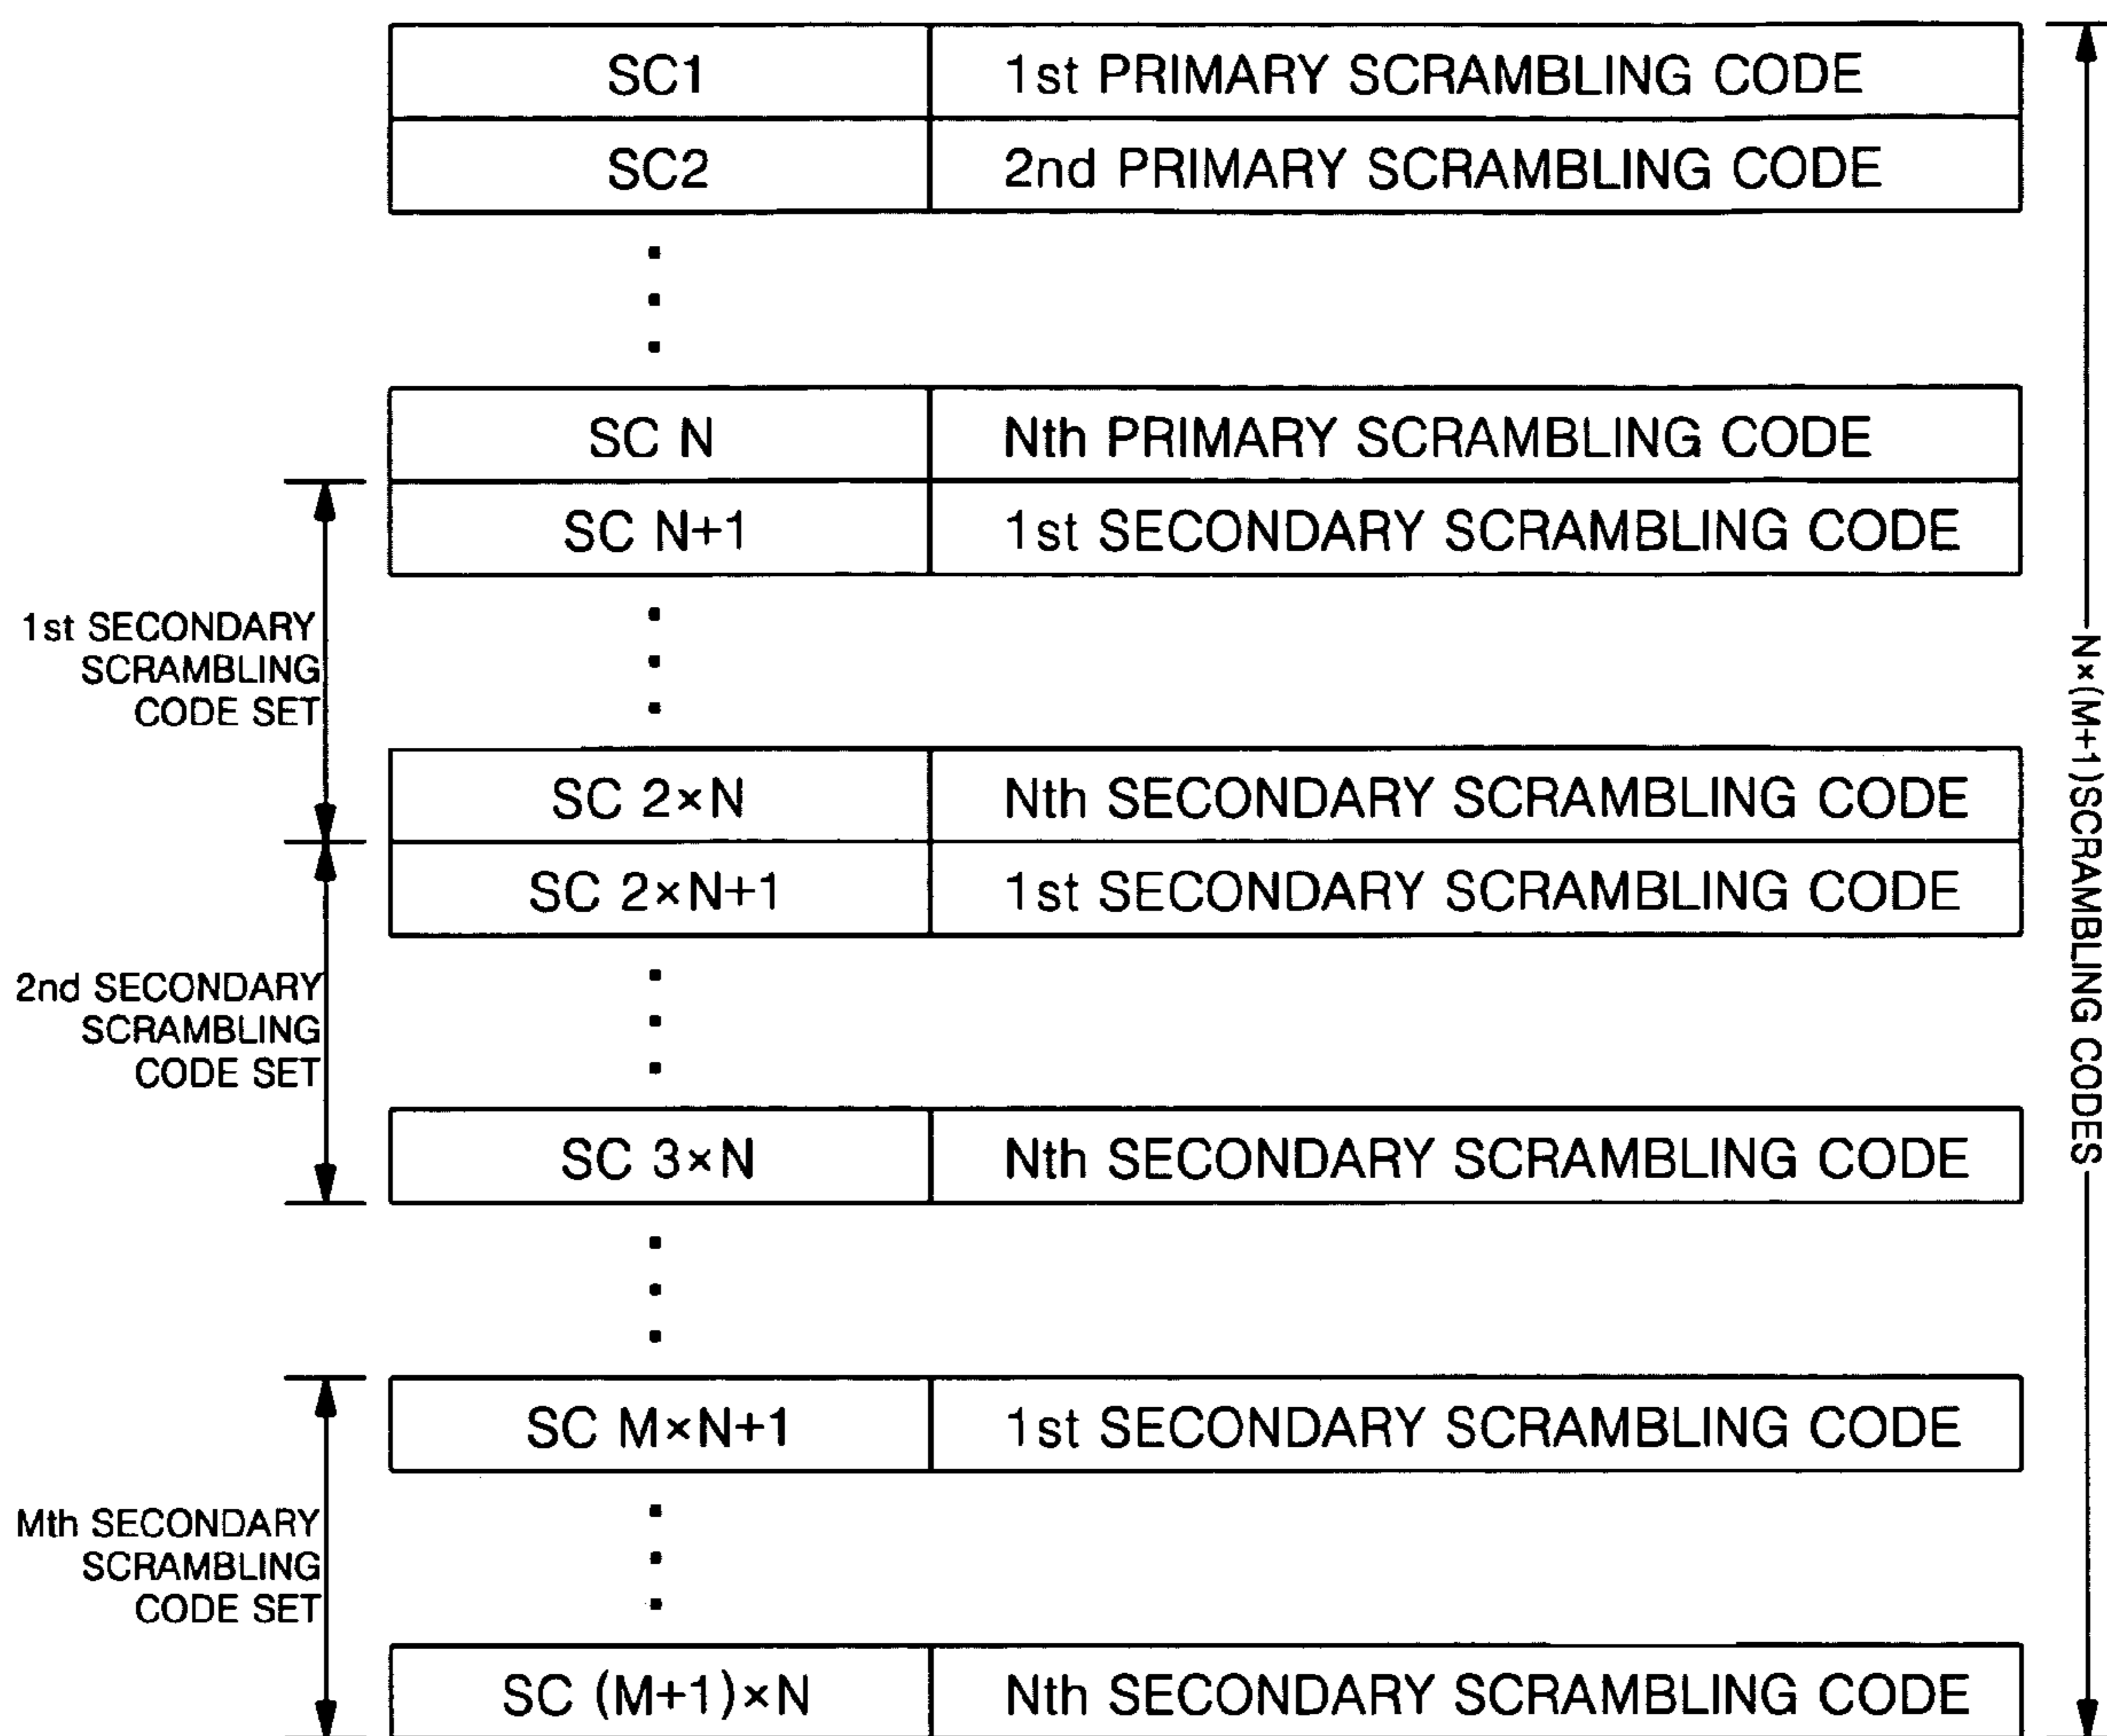 SC1 1st PRIMARY SCRAMBLING CODE
SC2 2nd PRIMARY SCRAMBLING CODE
SC N Nth PRIMARY SCRAMBLING CODE
SC N+1 1st SECONDARY SCRAMBLING CODE
1st SECONDARY
SCRAMBLING
CODE SET
SC 2×N Nth SECONDARY SCRAMBLING CODE
SC 2×N+1 1st SECONDARY SCRAMBLING CODE
2nd SECONDARY
SCRAMBLING
CODE SET
SC 3×N Nth SECONDARY SCRAMBLING CODE
SC M×N+1 1st SECONDARY SCRAMBLING CODE
Mth SECONDARY
SCRAMBLING
CODE SET
SC (M+1)×N Nth SECONDARY SCRAMBLING CODE
N×(M+1)SCRAMBLING CODES